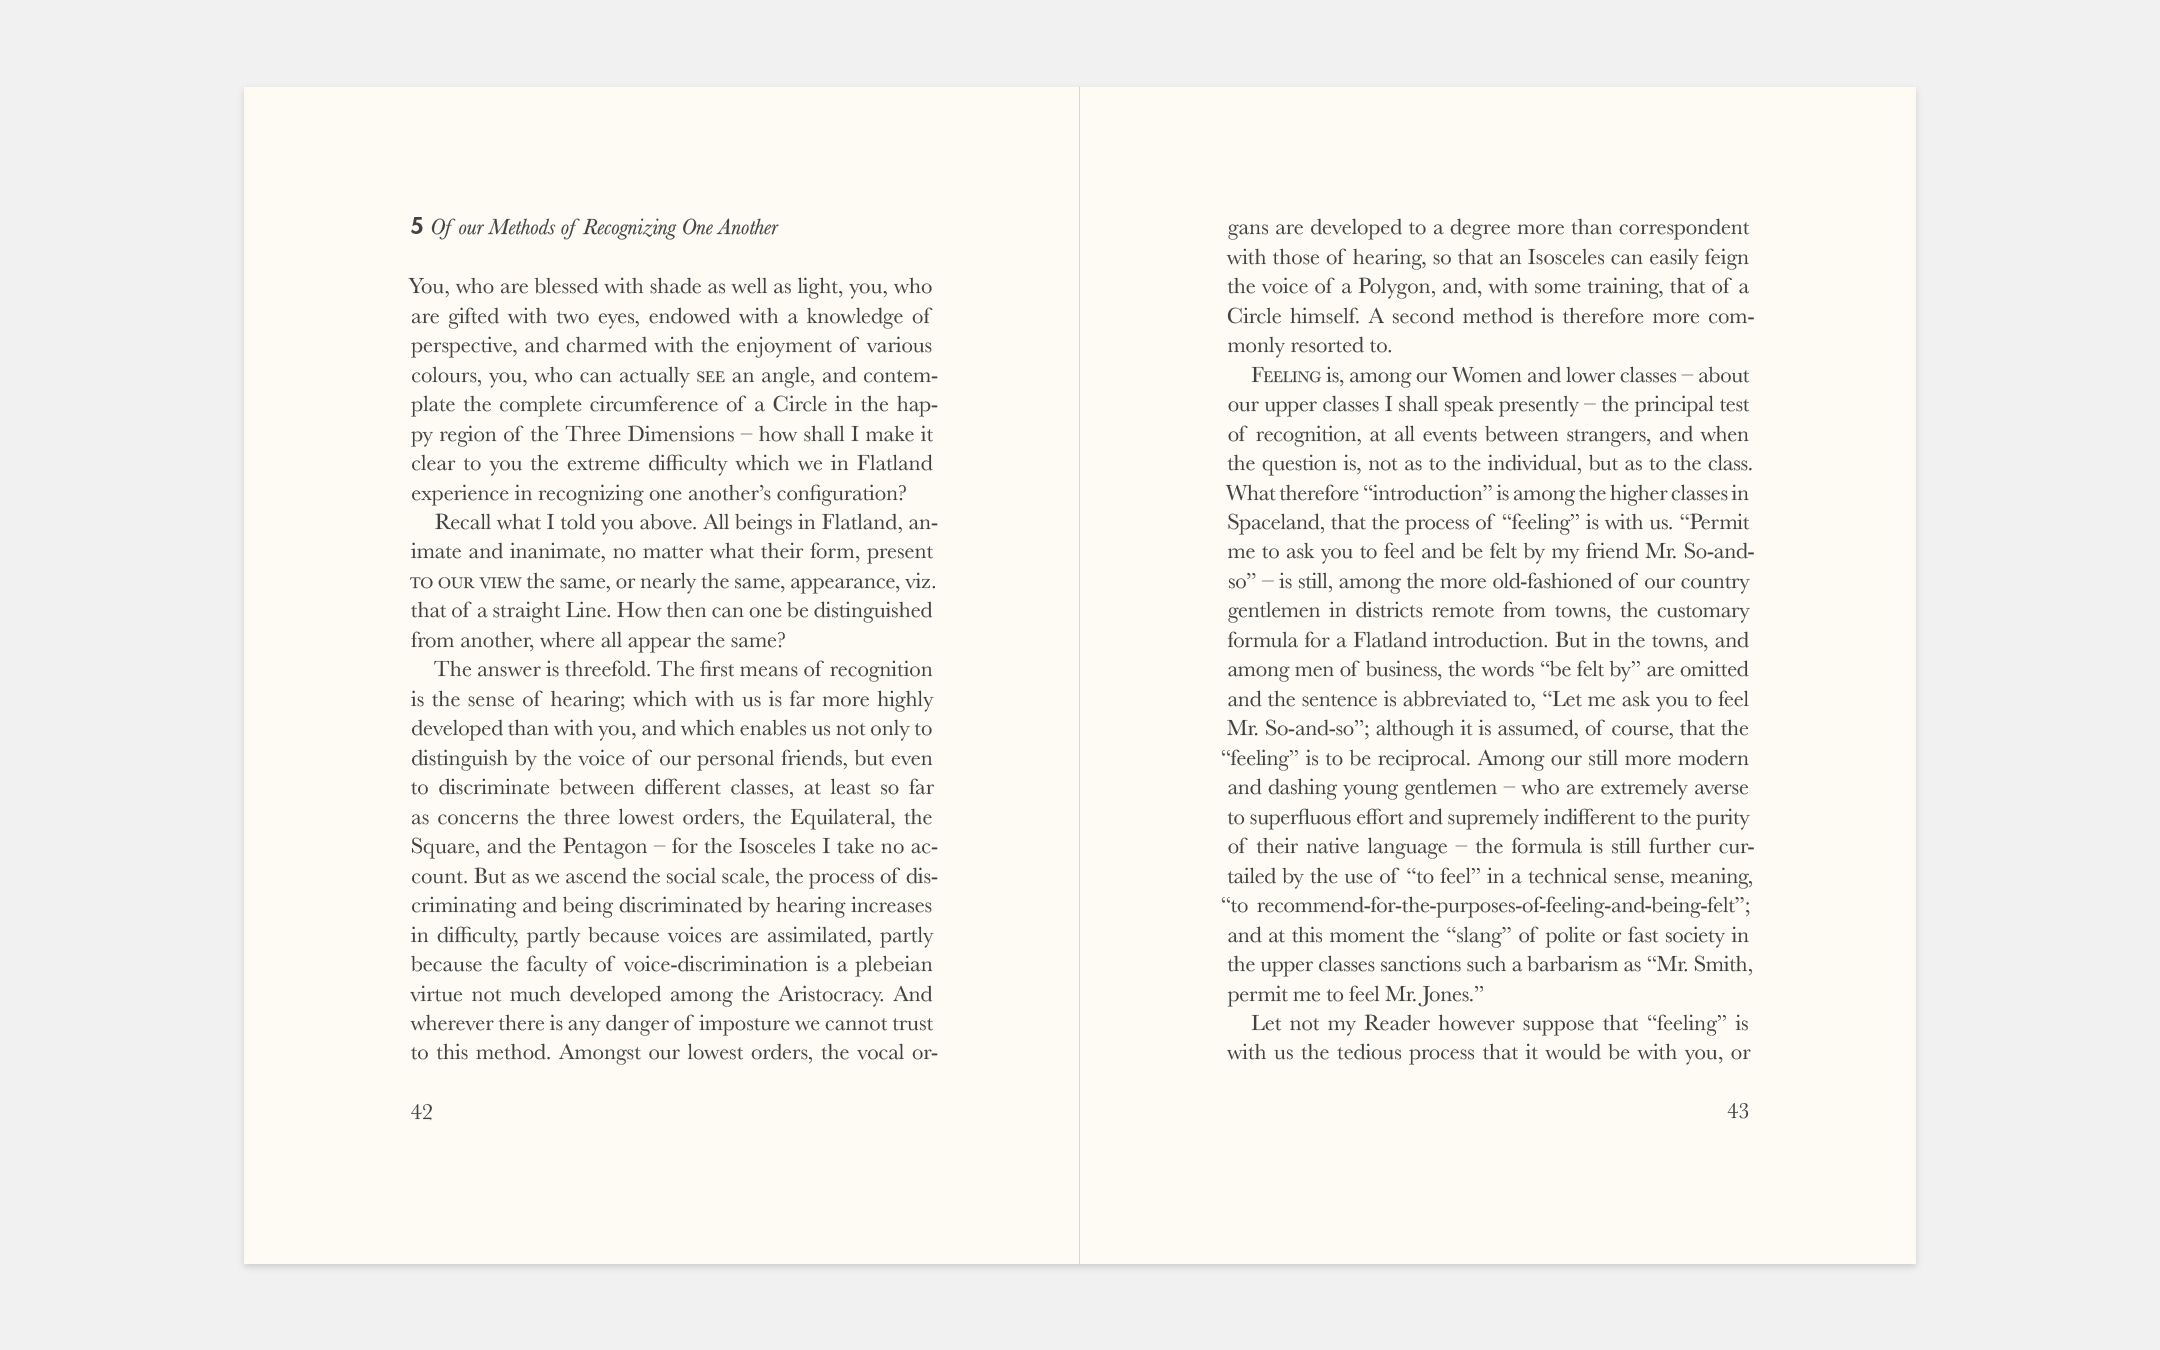 5 Of our Methods of Recognizing One Another
You, who are blessed with shade as well as light, you, who
are gifted with two eyes, endowed with a knowledge of
perspective, and charmed with the enjoyment of various
colours, you, who can actually SEE an angle, and contem-
plate the complete circumference of a Circle in the hap-
py region of the Three Dimensions – how shall I make it
clear to you the extreme difficulty which we in Flatland
experience in recognizing one another’s configuration?
Recall what I told you above. All beings in Flatland, an-
imate and inanimate, no matter what their form, present
TO OUR VIEW the same, or nearly the same, appearance, viz.
that of a straight Line. How then can one be distinguished
from another, where all appear the same?
The answer is threefold. The first means of recognition
is the sense of hearing; which with us is far more highly
developed than with you, and which enables us not only to
distinguish by the voice of our personal friends, but even
to discriminate between different classes, at least so far
as concerns the three lowest orders, the Equilateral, the
Square, and the Pentagon – for the Isosceles I take no ac-
count. But as we ascend the social scale, the process of dis-
criminating and being discriminated by hearing increases
in difficulty, partly because voices are assimilated, partly
because the faculty of voice-discrimination is a plebeian
virtue not much developed among the Aristocracy. And
wherever there is any danger of imposture we cannot trust
to this method. Amongst our lowest orders, the vocal or-
42
gans are developed to a degree more than correspondent
with those of hearing, so that an Isosceles can easily feign
the voice of a Polygon, and, with some training, that of a
Circle himself. A second method is therefore more com-
monly resorted to.
FEELING is, among our Women and lower classes – about
our upper classes I shall speak presently – the principal test
of recognition, at all events between strangers, and when
the question is, not as to the individual, but as to the class.
What therefore “introduction” is among the higher classes in
Spaceland, that the process of “feeling” is with us. “Permit
me to ask you to feel and be felt by my friend Mr. So-and-
so” – is still, among the more old-fashioned of our country
gentlemen in districts remote from towns, the customary
formula for a Flatland introduction. But in the towns, and
among men of business, the words “be felt by” are omitted
and the sentence is abbreviated to, “Let me ask you to feel
Mr. So-and-so”; although it is assumed, of course, that the
“feeling” is to be reciprocal. Among our still more modern
and dashing young gentlemen – who are extremely averse
to superfluous effort and supremely indifferent to the purity
of their native language – the formula is still further cur-
tailed by the use of “to feel” in a technical sense, meaning,
“to recommend-for-the-purposes-of-feeling-and-being-felt”;
and at this moment the “slang” of polite or fast society in
the upper classes sanctions such a barbarism as “Mr. Smith,
permit me to feel Mr. Jones.”
Let not my Reader however suppose that “feeling” is
with us the tedious process that it would be with you, or
43